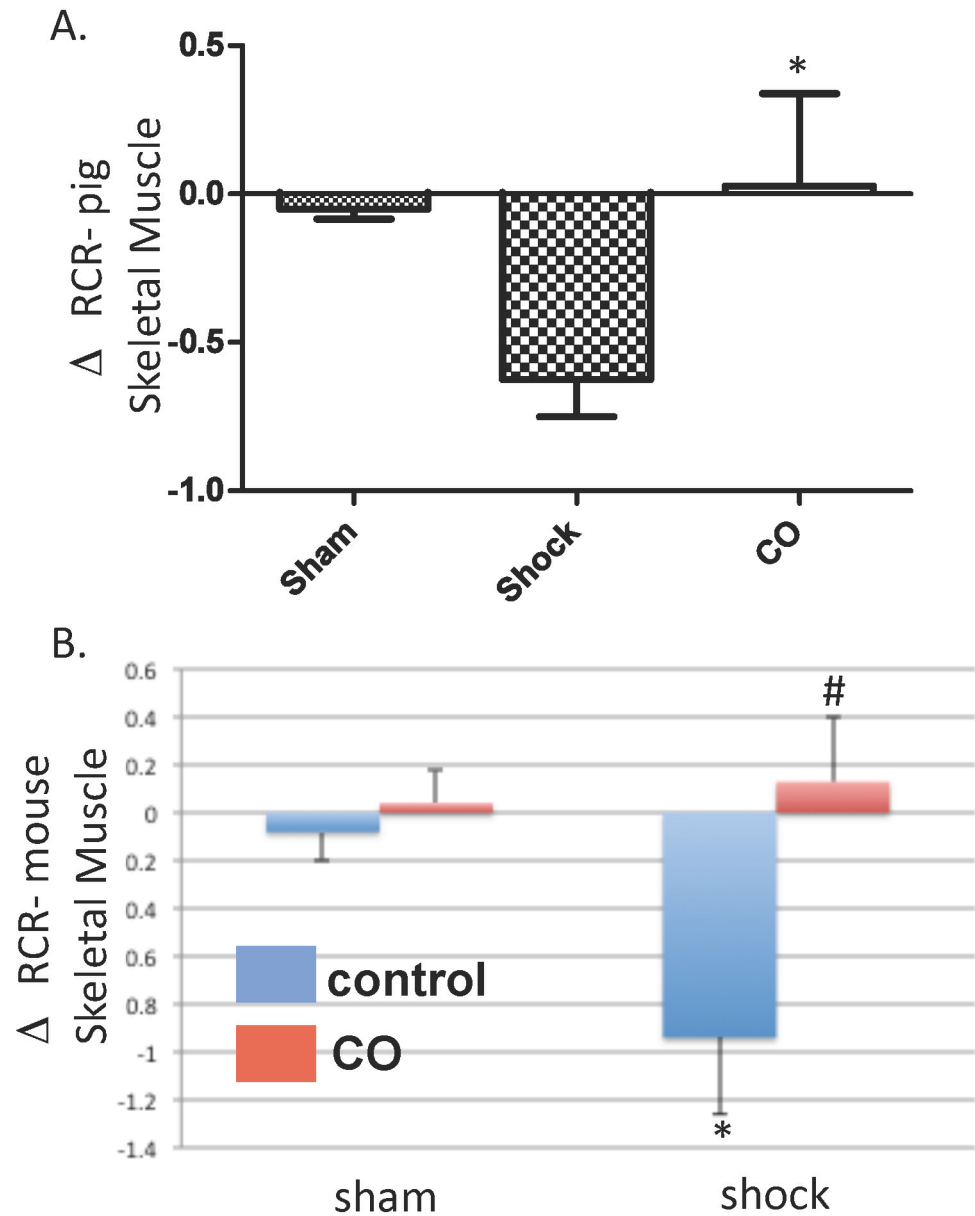 A.
0.5
0.0
-0.5
-1.0
Δ RCR- pig
Skeletal Muscle
*
Sham
Shock
CO
B.
0.6
0.4
0.2
0
0.2
0.4
0.6
0.8
-1
-1.2
-1.4
Δ RCR- mouse
Skeletal Muscle
#
*
control
CO
sham
shock